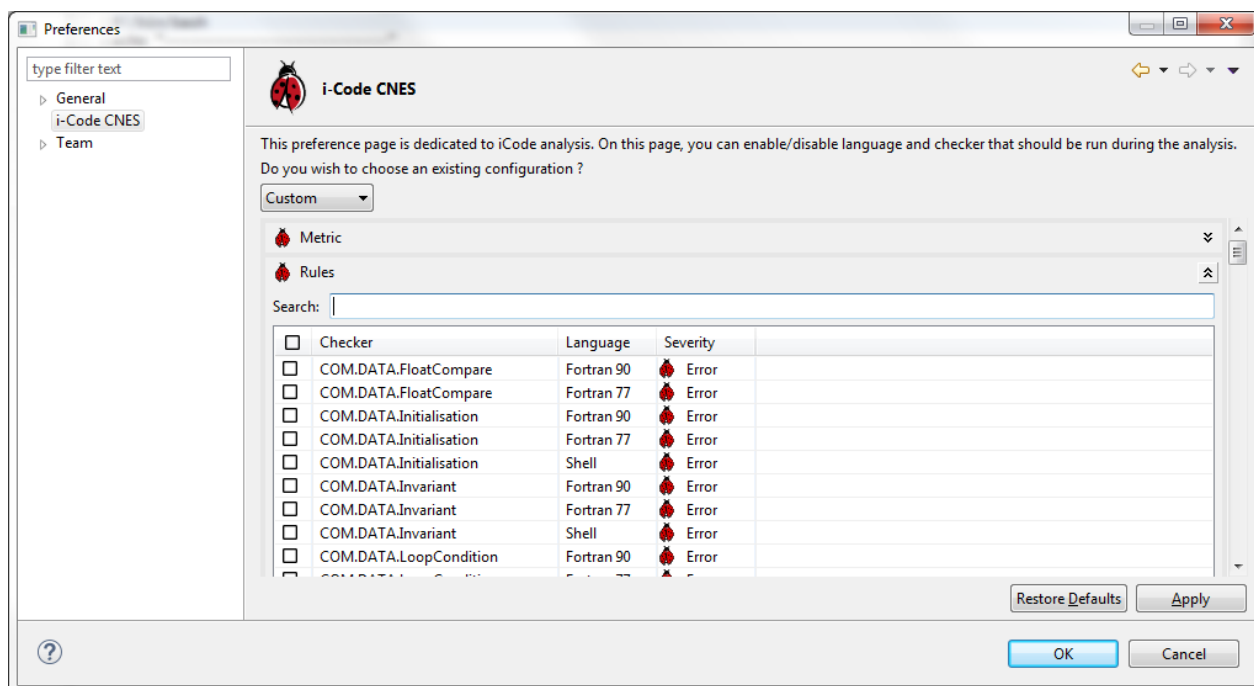 Preferences
type filter text
General
i-Code CNES
Team
i-Code CNES
This preference page is dedicated to iCode analysis. On this page, you can enable/disable language and checker that should be run during the analysis.
Do you wish to choose an existing configuration ?
Custom
Metric
Rules
Search:
Checker Language Severity
COM.DATA.FloatCompare Fortran 90 Error
COM.DATA.FloatCompare Fortran 77 Error
COM.DATA.Initialisation Fortran 90 Error
COM.DATA.Initialisation Fortran 77 Error
COM.DATA.Initialisation Shell Error
COM.DATA.Invariant Fortran 90 Error
COM.DATA.Invariant Fortran 77 Error
COM.DATA.Invariant Shell Error
COM.DATA.LoopCondition Fortran 90 Error
Restore Defaults Apply
OK Cancel